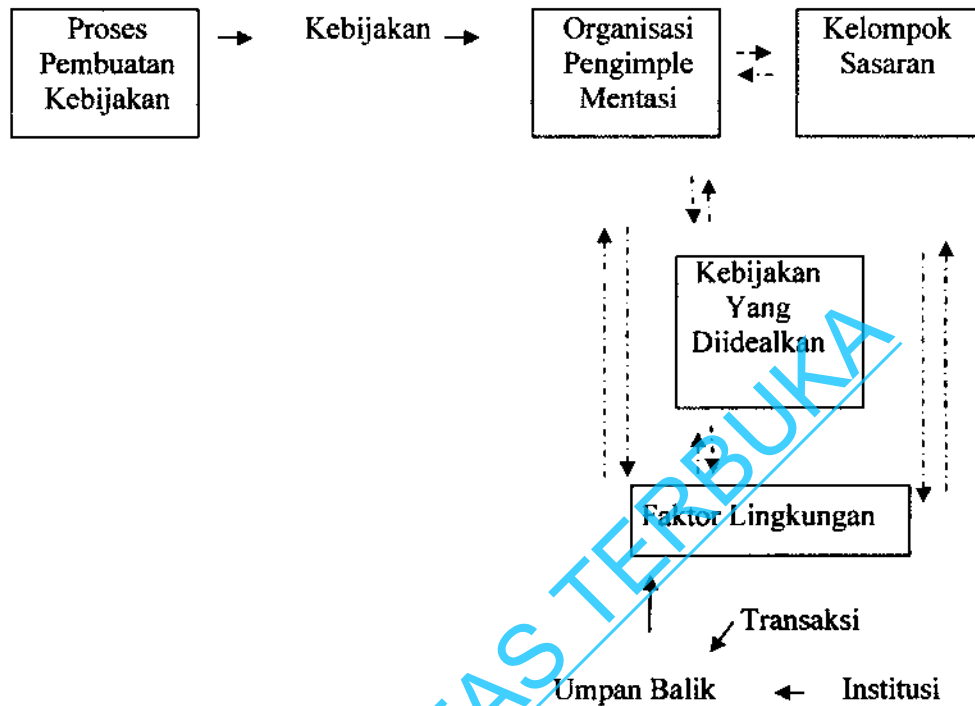 Proses
Pembuatan
Kebijakan
Kebijakan
Organisasi
Pengimple
Mentasi
Kelompok
Sasaran
Kebijakan
Yang
Diidealkan
Faktor Lingkungan
Transaksi
Umpan Balik
Institusi
TAS TERBUKA